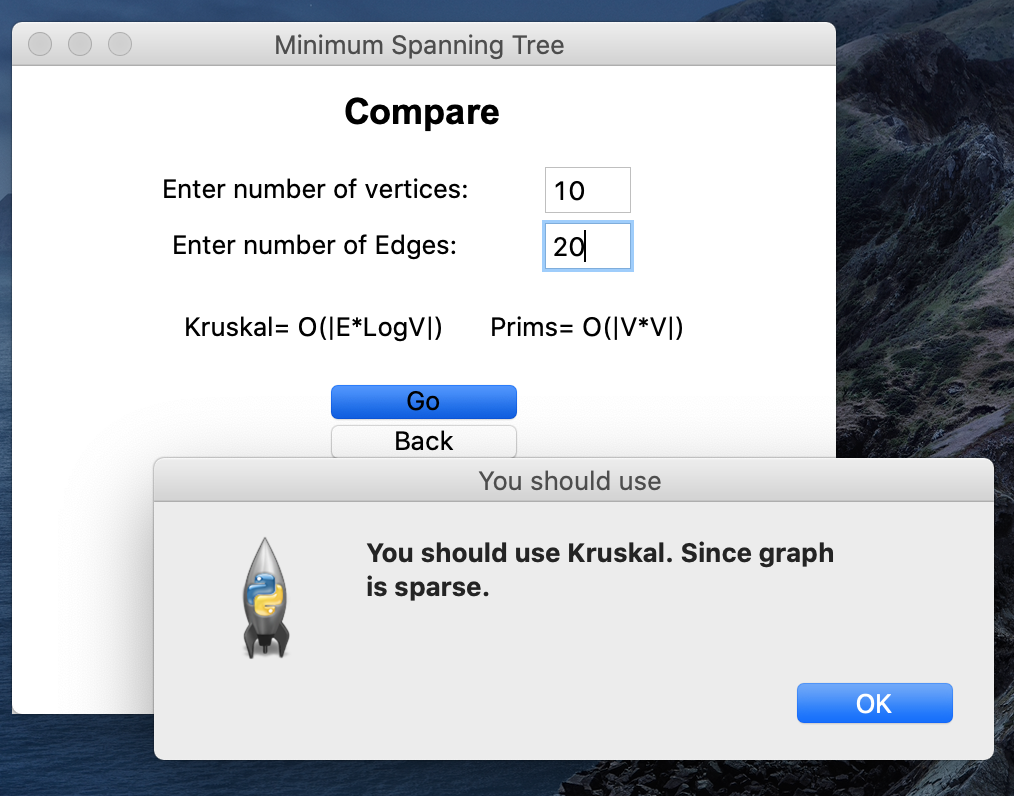 Minimum Spanning Tree
Compare
Enter number of vertices: 10
Enter number of Edges: 20
Kruskal= O(|E*LogV|) Prims= O(|V*V|)
Go
Back
You should use
You should use Kruskal. Since graph
is sparse.
OK